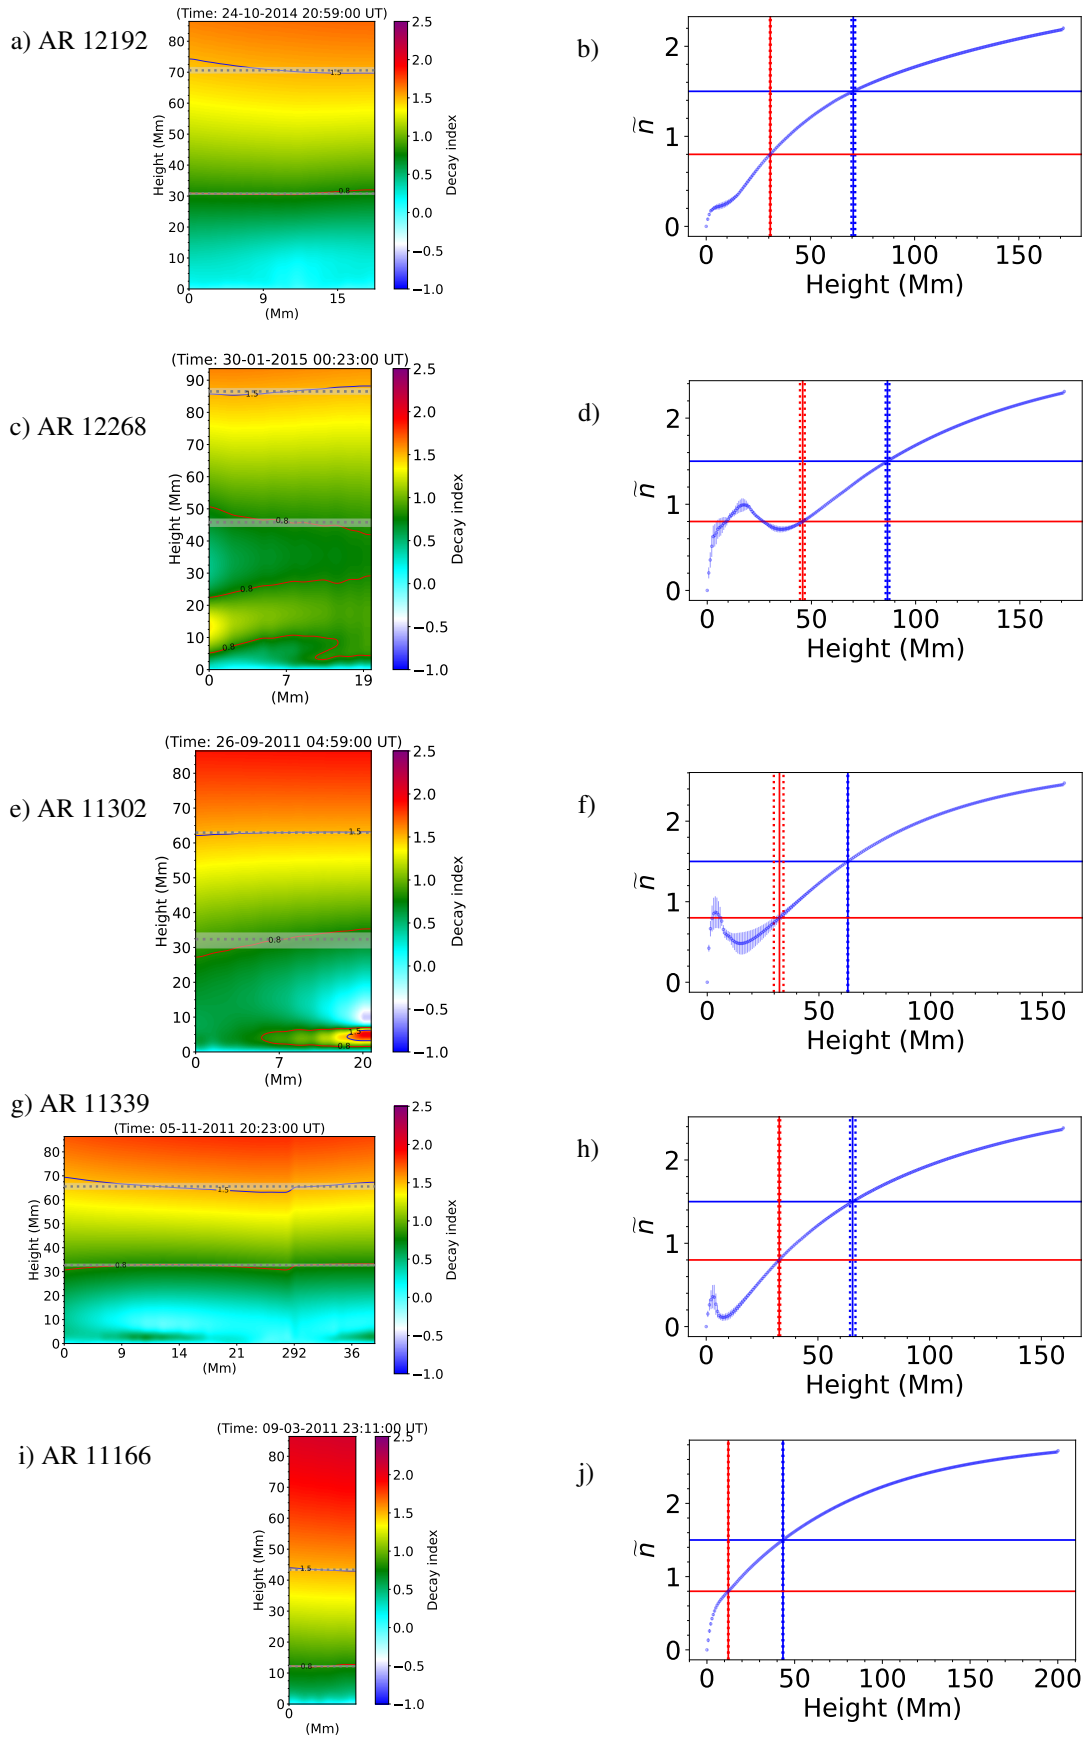 a) AR 12192
(Time: 24-10-2014 20:59:00 UT)
80
70
60
50
40
30
20
10
0
Height (Mm)
1.5
0.8
0 9 15
(Mm)
2.5
2.0
1.5
1.0
0.5
0.0
−0.5
−1.0
Decay index
b)
2
1
0
ñ
0 50 100 150
Height (Mm)
c) AR 12268
(Time: 30-01-2015 00:23:00 UT)
90
80
70
60
50
40
30
20
10
0
Height (Mm)
1.5
0.8
0.8
0.8
0 7 19
(Mm)
2.5
2.0
1.5
1.0
0.5
0.0
−0.5
−1.0
Decay index
d)
2
1
0
ñ
0 50 100 150
Height (Mm)
e) AR 11302
(Time: 26-09-2011 04:59:00 UT)
80
70
60
50
40
30
20
10
0
Height (Mm)
1.5
0.8
1.5
0.8
0 7 20
(Mm)
2.5
2.0
1.5
1.0
0.5
0.0
−0.5
−1.0
Decay index
f)
2
1
0
ñ
0 50 100 150
Height (Mm)
g) AR 11339
(Time: 05-11-2011 20:23:00 UT)
80
70
60
50
40
30
20
10
0
Height (Mm)
1.5
0.8
0 9 14 21 292 36
(Mm)
2.5
2.0
1.5
1.0
0.5
0.0
−0.5
−1.0
Decay index
h)
2
1
0
ñ
0 50 100 150
Height (Mm)
i) AR 11166
(Time: 09-03-2011 23:11:00 UT)
80
70
60
50
40
30
20
10
0
Height (Mm)
1.5
0.8
0
(Mm)
2.5
2.0
1.5
1.0
0.5
0.0
−0.5
−1.0
Decay index
j)
2
1
0
ñ
0 50 100 150 200
Height (Mm)